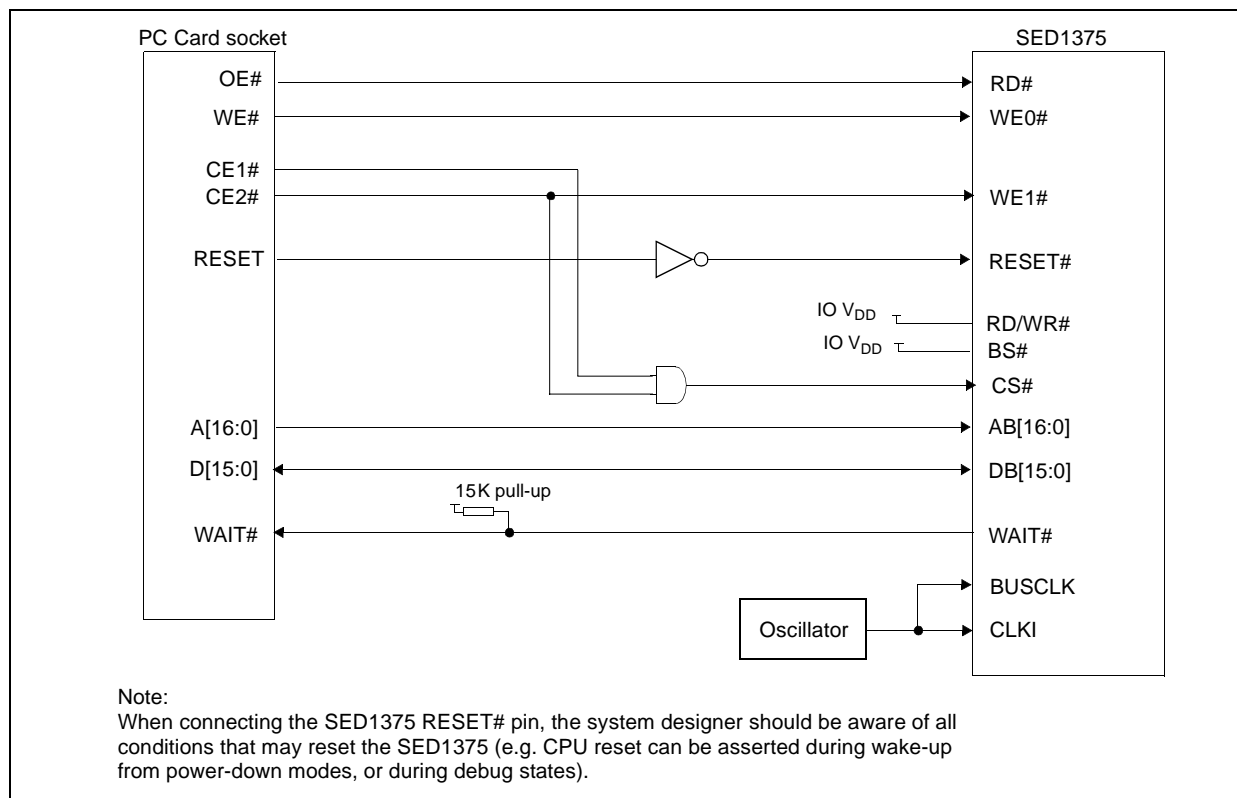 PC Card socket
SED1375
OE#
RD#
WE#
WE0#
CE1#
CE2#
WE1#
RESET
RESET#
IO VDD
RD/WR#
IO VDD
BS#
CS#
A[16:0]
AB[16:0]
D[15:0]
DB[15:0]
15K pull-up
WAIT#
WAIT#
BUSCLK
Oscillator
CLKI
Note:
When connecting the SED1375 RESET# pin, the system designer should be aware of all
conditions that may reset the SED1375 (e.g. CPU reset can be asserted during wake-up
from power-down modes, or during debug states).